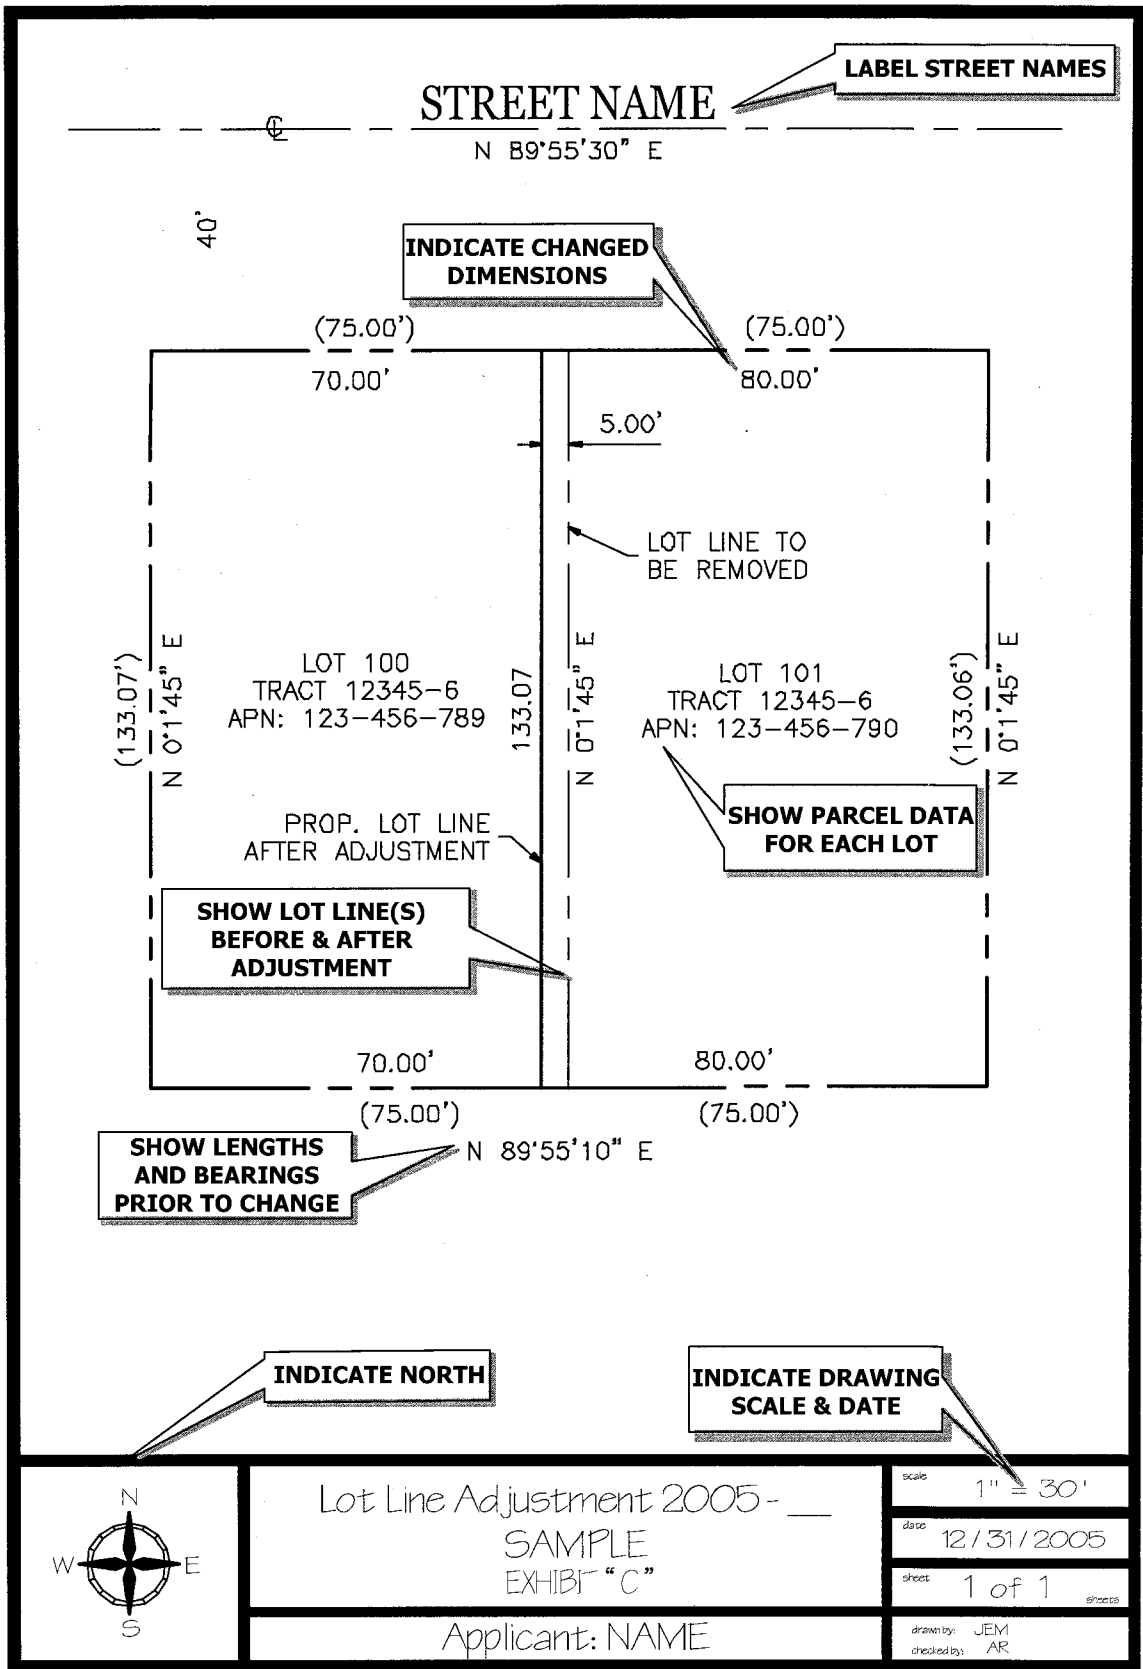 LABEL STREET NAMES
STREET NAME
℄
N 89°55'30" E
40'
INDICATE CHANGED
DIMENSIONS
(75.00')
(75.00')
70.00'
80.00'
5.00'
LOT LINE TO
BE REMOVED
(133.07')
N 0°1'45" E
LOT 100
TRACT 12345-6
APN: 123-456-789
133.07
N 0°1'45" E
LOT 101
TRACT 12345-6
APN: 123-456-790
(133.06')
N 0°1'45" E
SHOW PARCEL DATA
FOR EACH LOT
PROP. LOT LINE
AFTER ADJUSTMENT
SHOW LOT LINE(S)
BEFORE & AFTER
ADJUSTMENT
70.00'
80.00'
(75.00')
(75.00')
SHOW LENGTHS
AND BEARINGS
PRIOR TO CHANGE
N 89°55'10" E
INDICATE NORTH
INDICATE DRAWING
SCALE & DATE
N
W E
S
Lot Line Adjustment 2005-___
SAMPLE
EXHIBIT "C"
Applicant: NAME
scale 1" = 30'
date 12/31/2005
sheet 1 of 1 sheets
drawn by: JEM
checked by: AR